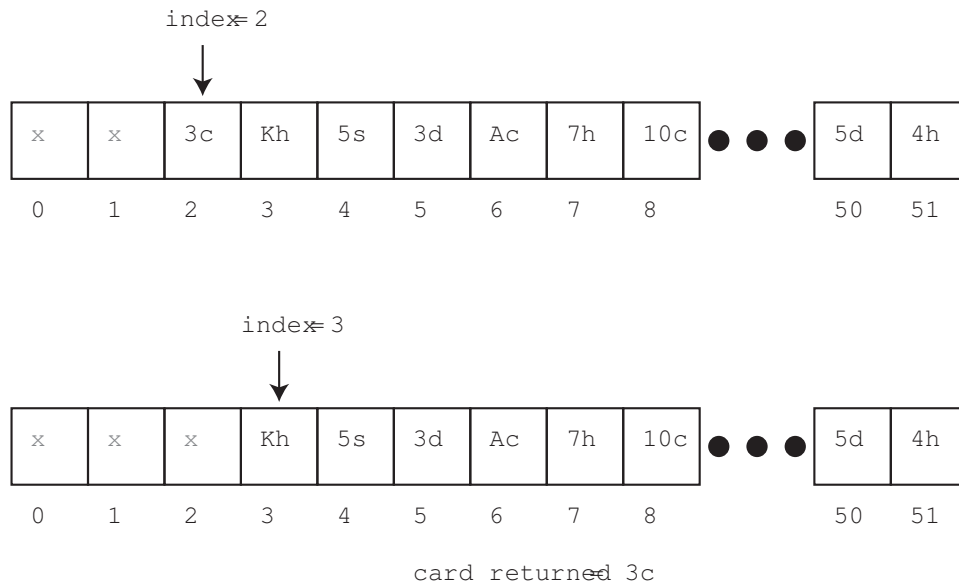 index= 2
x x 3c Kh 5s 3d Ac 7h 10c 5d 4h
0 1 2 3 4 5 6 7 8 50 51
index= 3
x x x Kh 5s 3d Ac 7h 10c 5d 4h
0 1 2 3 4 5 6 7 8 50 51
card returned= 3c